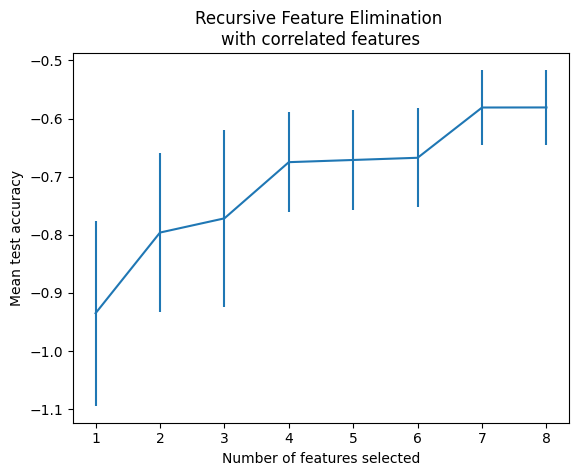 Recursive Feature Elimination
with correlated features
−0.5
−0.6
−0.7
−0.8
−0.9
−1.0
−1.1
Mean test accuracy
1 2 3 4 5 6 7 8
Number of features selected